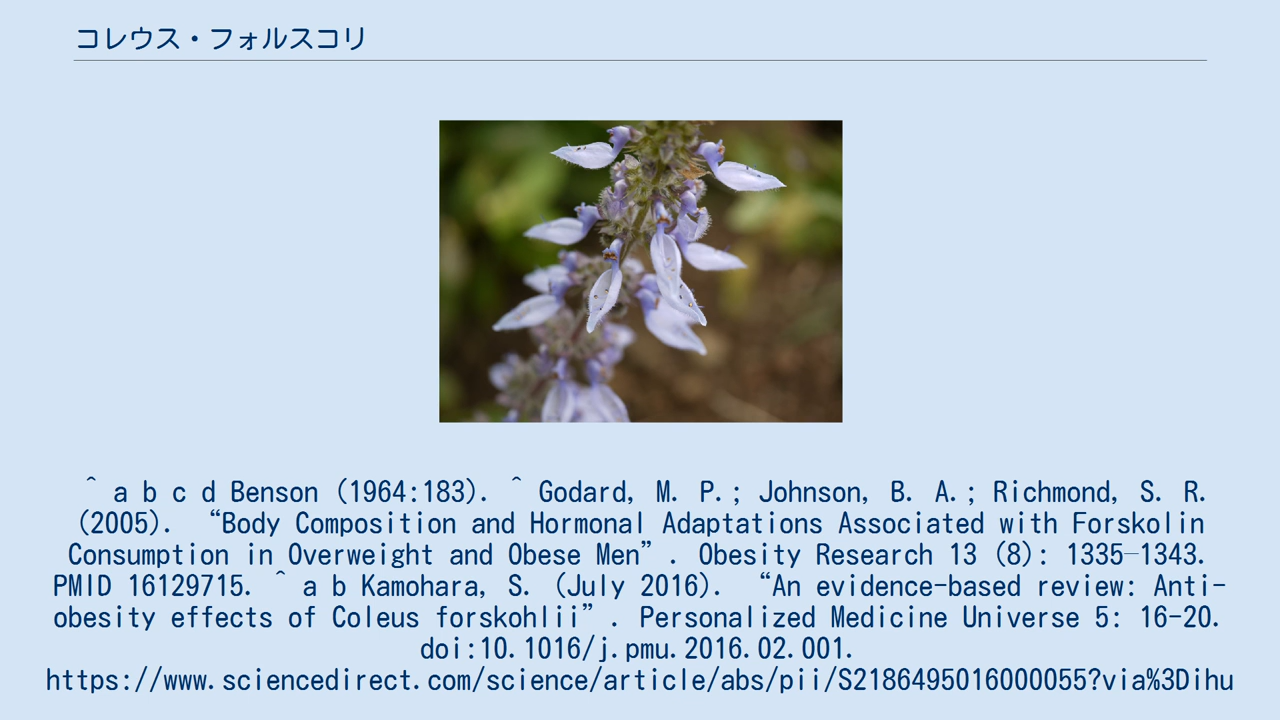 コレウス・フォルスコリ
^ a b c d Benson (1964:183). ^ Godard, M. P.; Johnson, B. A.; Richmond, S. R.
(2005). “Body Composition and Hormonal Adaptations Associated with Forskolin
Consumption in Overweight and Obese Men”. Obesity Research 13 (8): 1335–1343.
PMID 16129715. ^ a b Kamohara, S. (July 2016). “An evidence-based review: Anti-
obesity effects of Coleus forskohlii”. Personalized Medicine Universe 5: 16-20.
doi:10.1016/j.pmu.2016.02.001.
https://www.sciencedirect.com/science/article/abs/pii/S2186495016000055?via%3Dihu